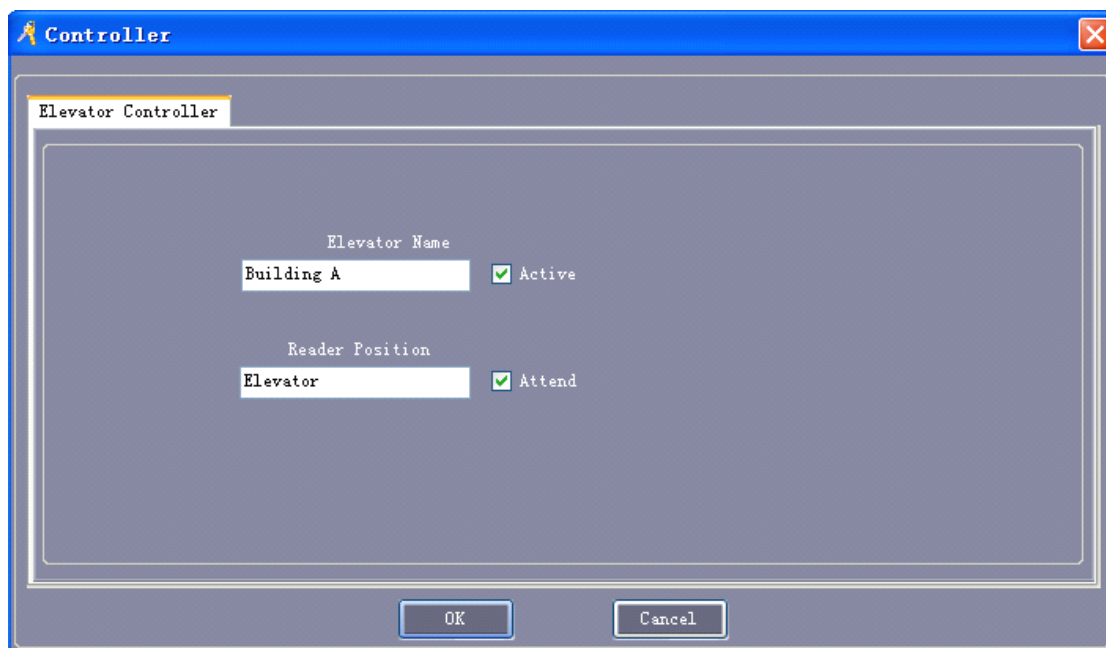 Controller
Elevator Controller
Elevator Name
Building A
Active
Reader Position
Elevator
Attend
OK
Cancel